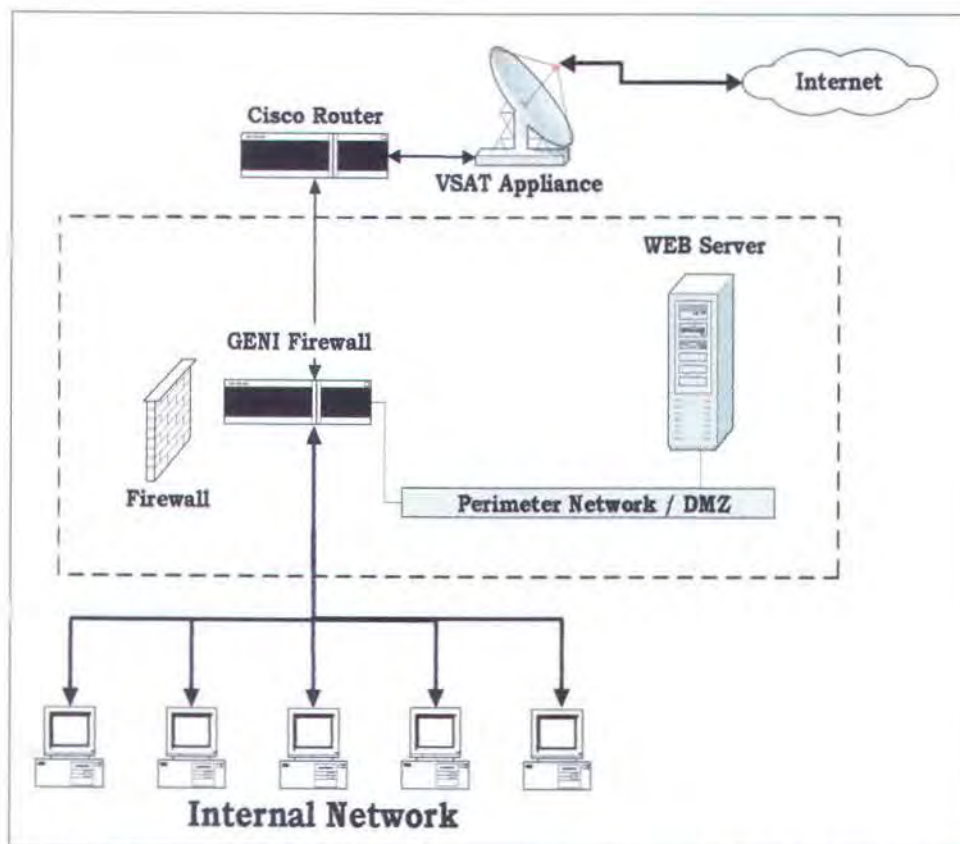 Internet
Cisco Router
VSAT Appliance
WEB Server
GENI Firewall
Firewall
Perimeter Network / DMZ
Internal Network